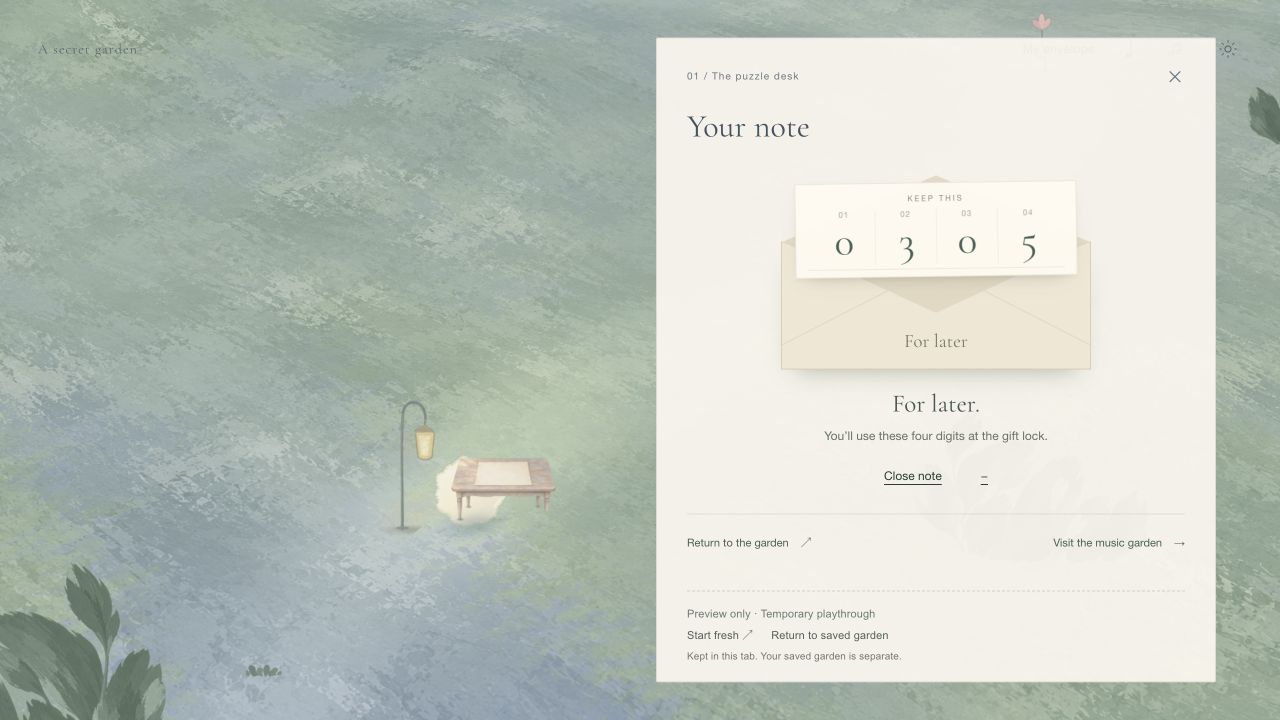 A secret garden
My envelope
01 / The puzzle desk
Your note
KEEP THIS
01 02 03 04
0 3 0 5
For later
For later.
You'll use these four digits at the gift lock.
Close note –
Return to the garden ↗ Visit the music garden →
Preview only · Temporary playthrough
Start fresh ↗ Return to saved garden
Kept in this tab. Your saved garden is separate.